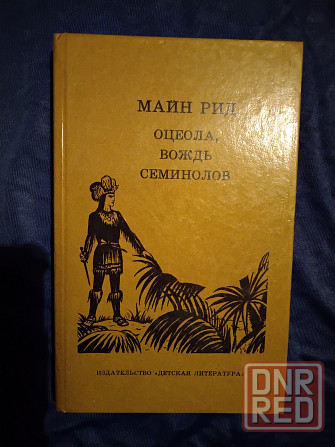 МАЙН РИД
ОЦЕОЛА,
ВОЖДЬ
СЕМИНОЛОВ
ИЗДАТЕЛЬСТВО «ДЕТСКАЯ ЛИТЕРАТУРА»
DNR
RED